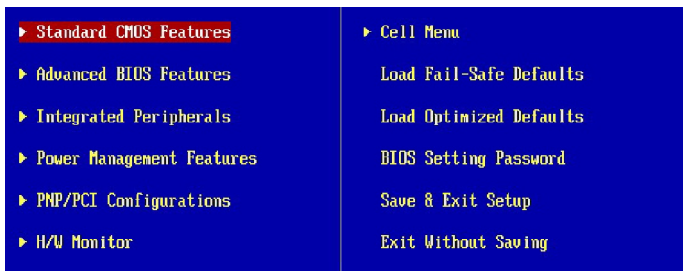 Standard CMOS Features
Advanced BIOS Features
Integrated Peripherals
Power Management Features
PNP/PCI Configurations
H/W Monitor
Cell Menu
Load Fail-Safe Defaults
Load Optimized Defaults
BIOS Setting Password
Save & Exit Setup
Exit Without Saving